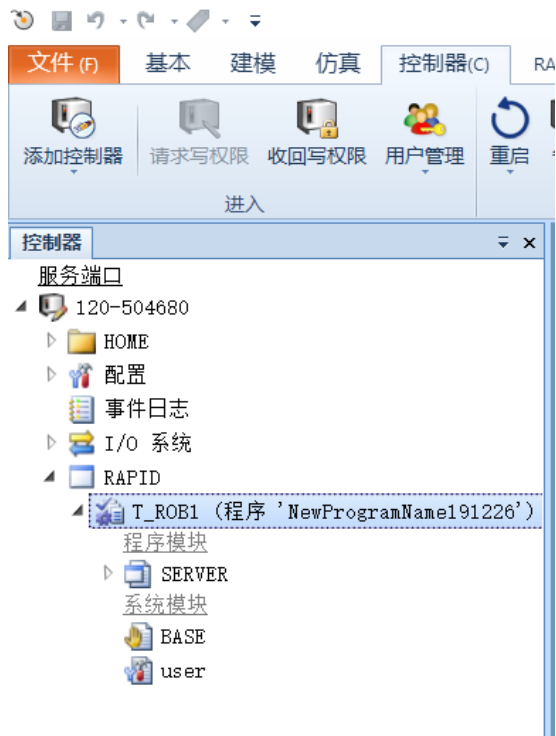 文件 (F) 基本 建模 仿真 控制器(C) RA
添加控制器 请求写权限 收回写权限 用户管理 重启
进入
控制器
服务端口
120-504680
HOME
配置
事件日志
I/O 系统
RAPID
T_ROB1 (程序 'NewProgramName191226')
程序模块
SERVER
系统模块
BASE
user